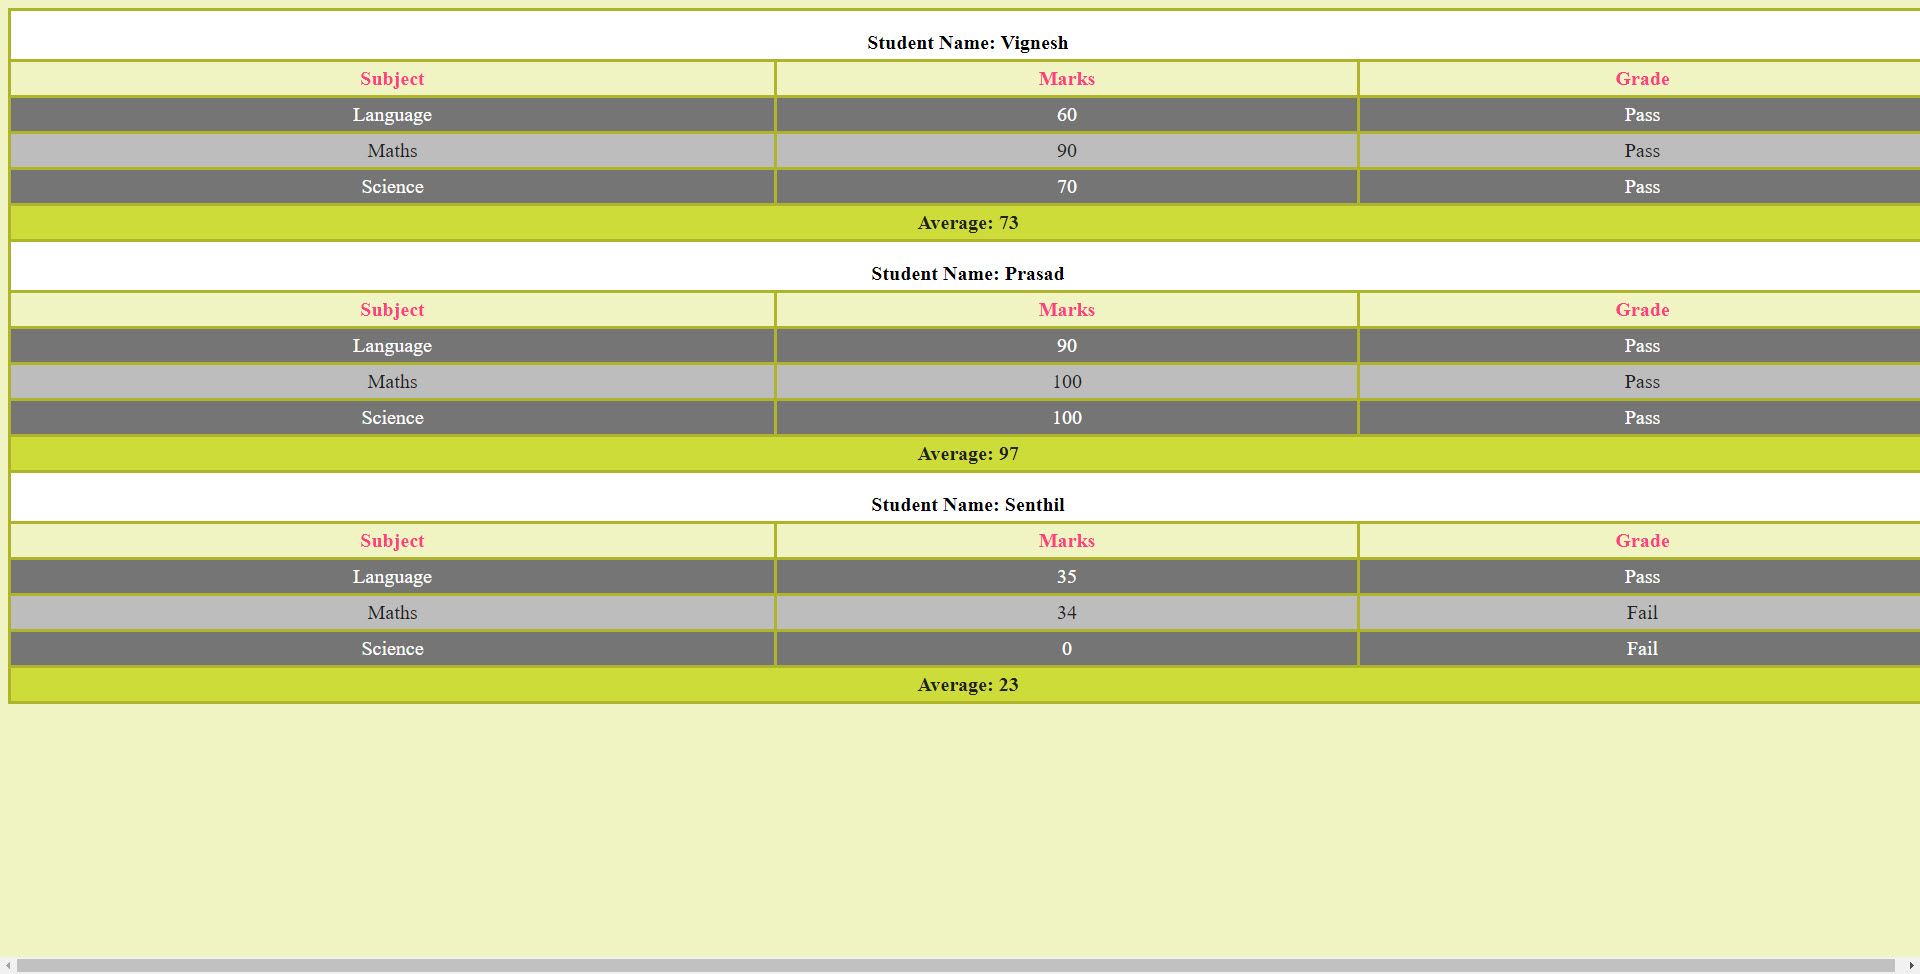 Student Name: Vignesh
Subject Marks Grade
Language 60 Pass
Maths 90 Pass
Science 70 Pass
Average: 73
Student Name: Prasad
Subject Marks Grade
Language 90 Pass
Maths 100 Pass
Science 100 Pass
Average: 97
Student Name: Senthil
Subject Marks Grade
Language 35 Pass
Maths 34 Fail
Science 0 Fail
Average: 23